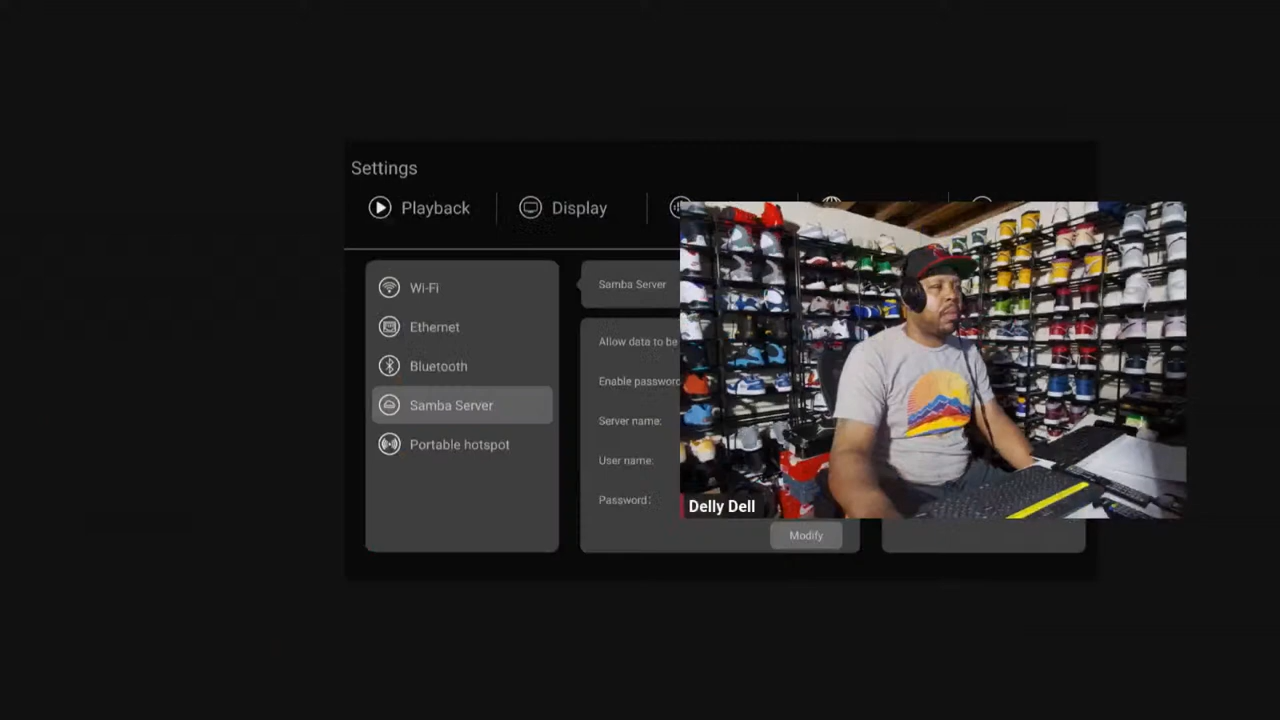 Settings
Playback
Display
Wi-Fi
Ethernet
Bluetooth
Samba Server
Portable hotspot
Samba Server
Allow data to be
Enable password
Server name:
User name:
Password:
Modify
Delly Dell